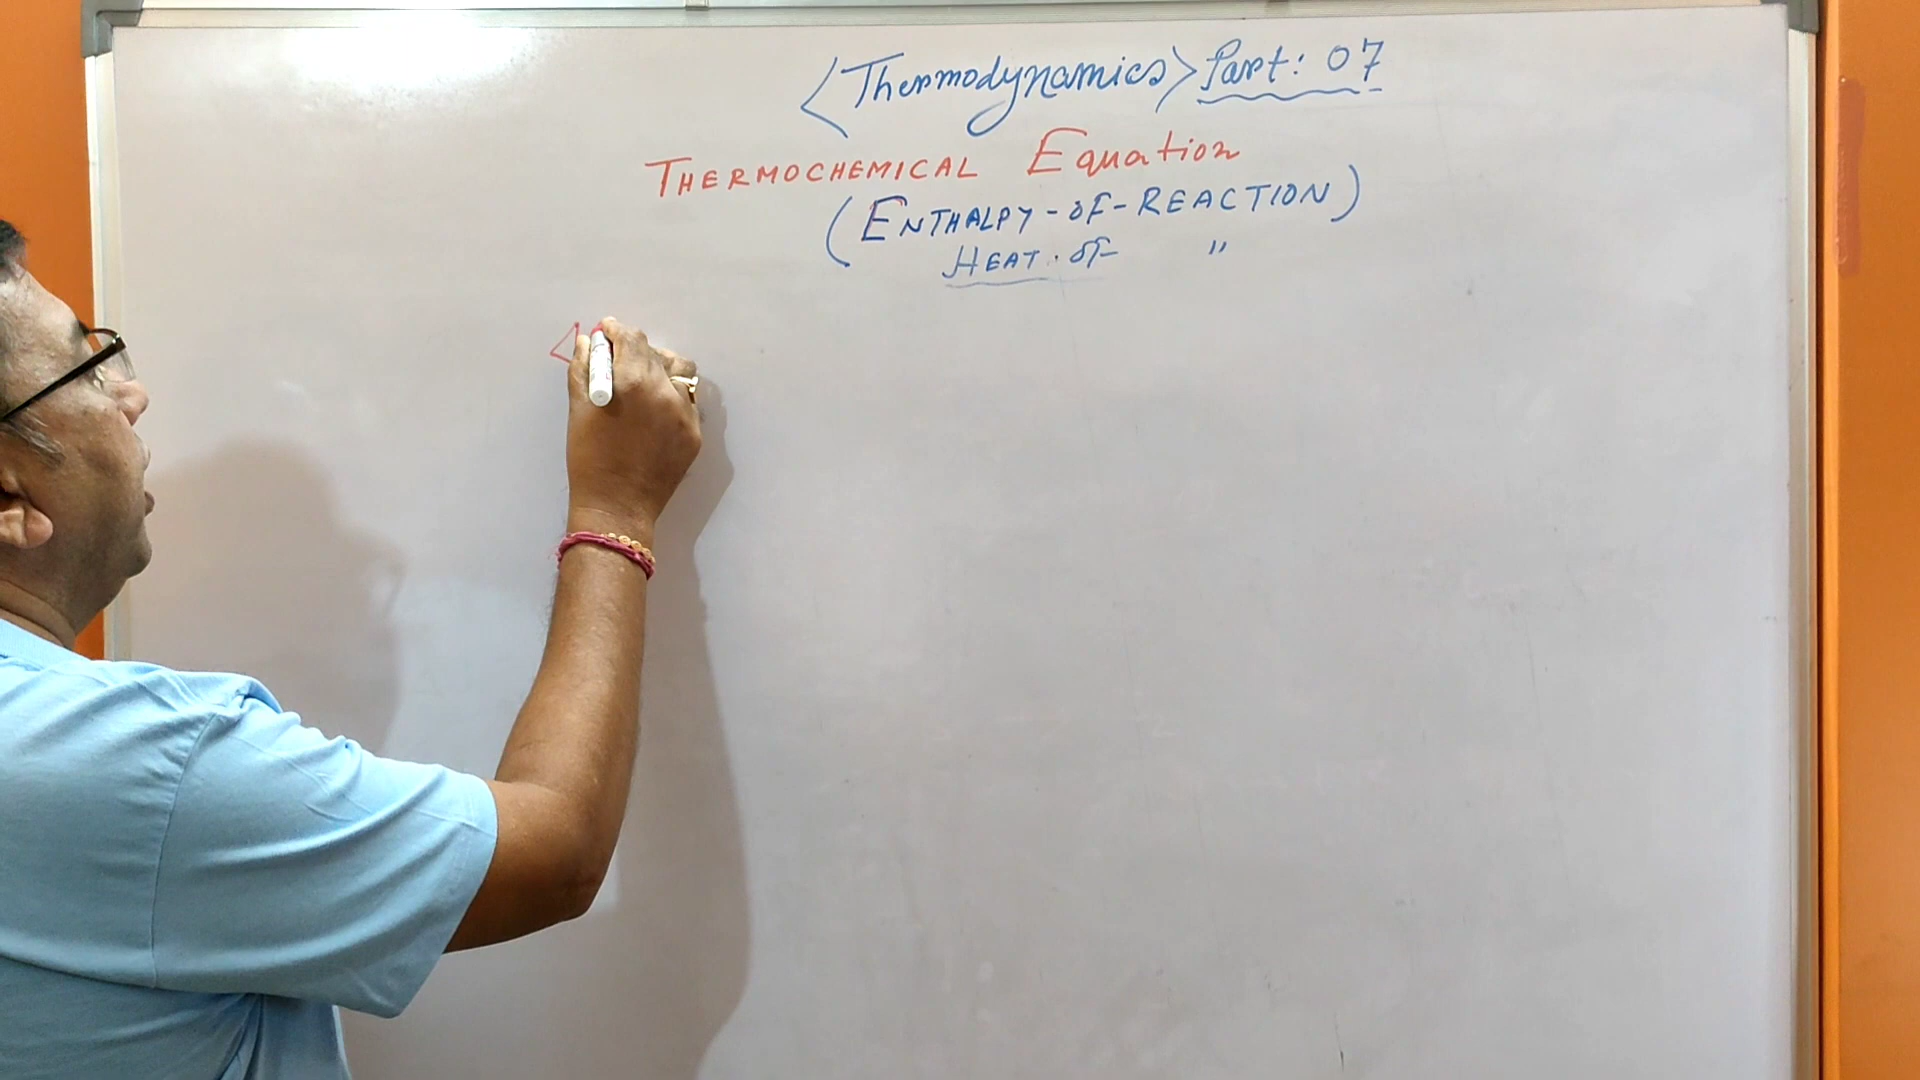 <Thermodynamics> Part: 07
THERMOCHEMICAL Equation
(ENTHALPY-OF-REACTION)
HEAT. OF "